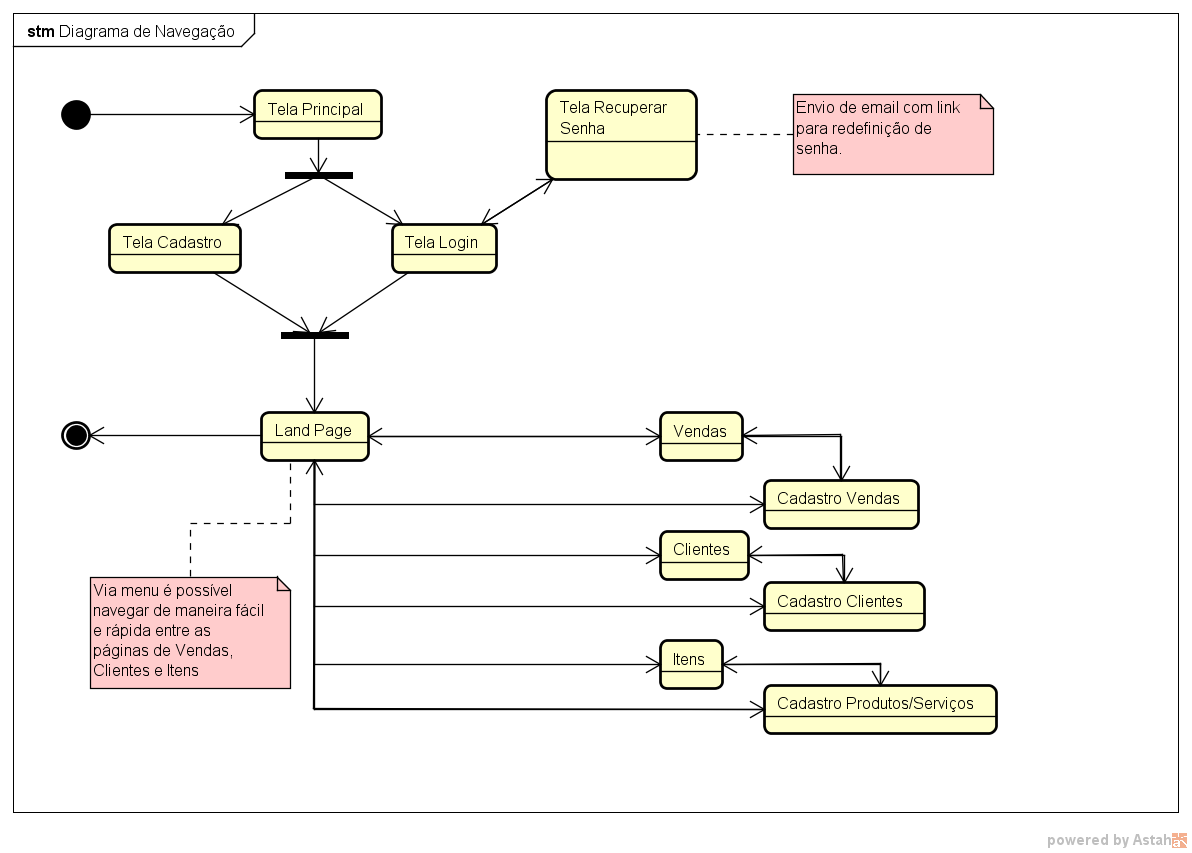 stm Diagrama de Navegação
Tela Principal
Tela Recuperar
Senha
Envio de email com link
para redefinição de
senha.
Tela Cadastro
Tela Login
Land Page
Vendas
Cadastro Vendas
Clientes
Cadastro Clientes
Via menu é possível
navegar de maneira fácil
e rápida entre as
páginas de Vendas,
Clientes e Itens
Itens
Cadastro Produtos/Serviços
powered by Astah